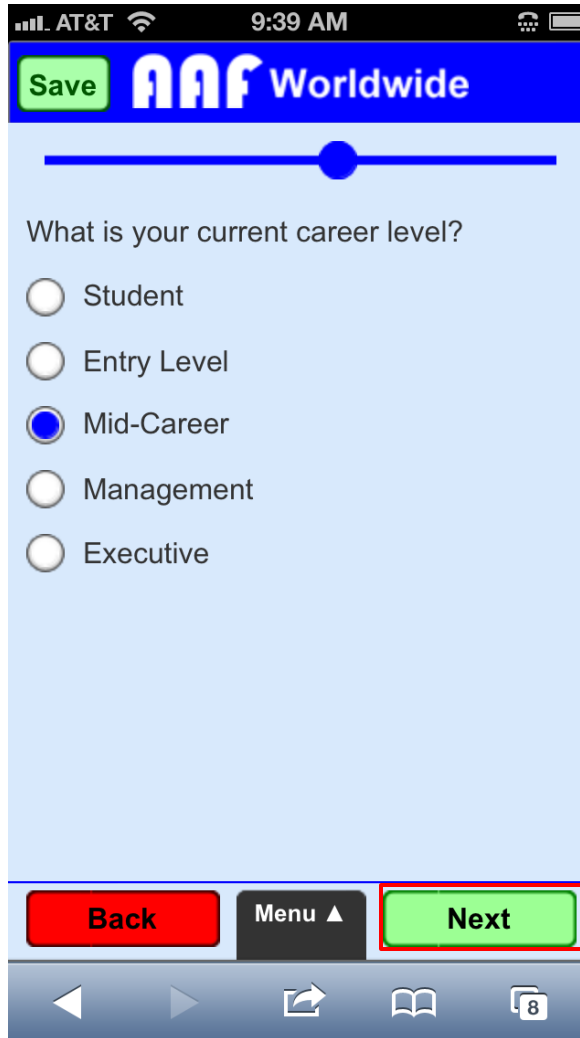 AT&T 9:39 AM
Save AAF Worldwide
What is your current career level?
Student
Entry Level
Mid-Career
Management
Executive
Back Menu ▲ Next
8